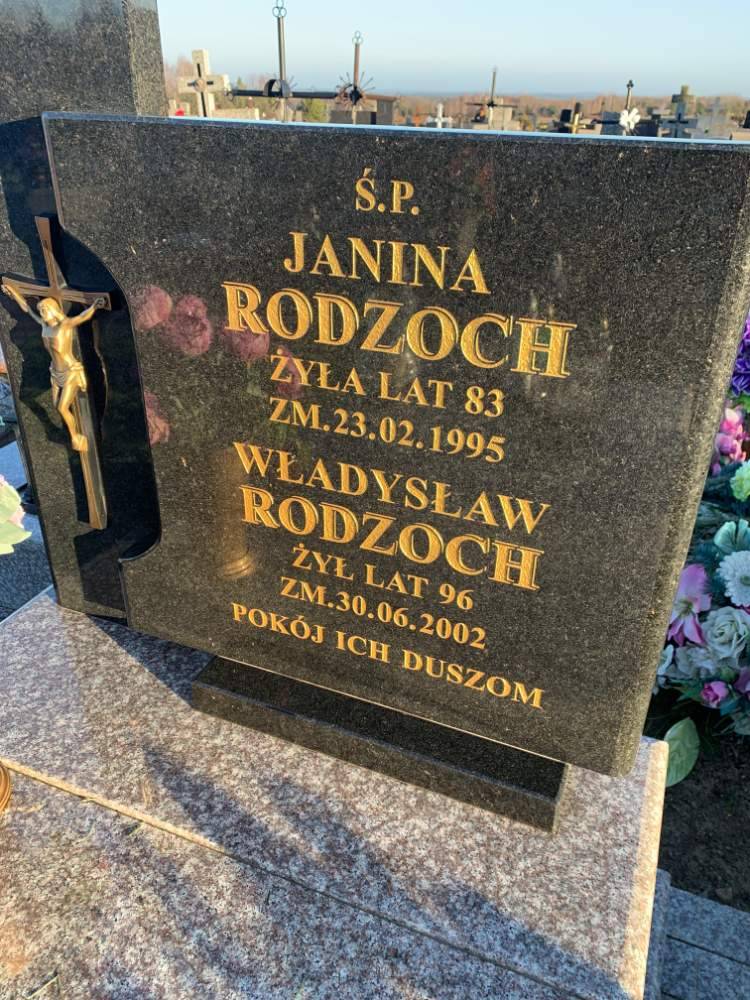 Ś.P.
JANINA
RODZOCH
ŻYŁA LAT 83
ZM.23.02.1995
WŁADYSŁAW
RODZOCH
ŻYŁ LAT 96
ZM.30.06.2002
POKÓJ ICH DUSZOM